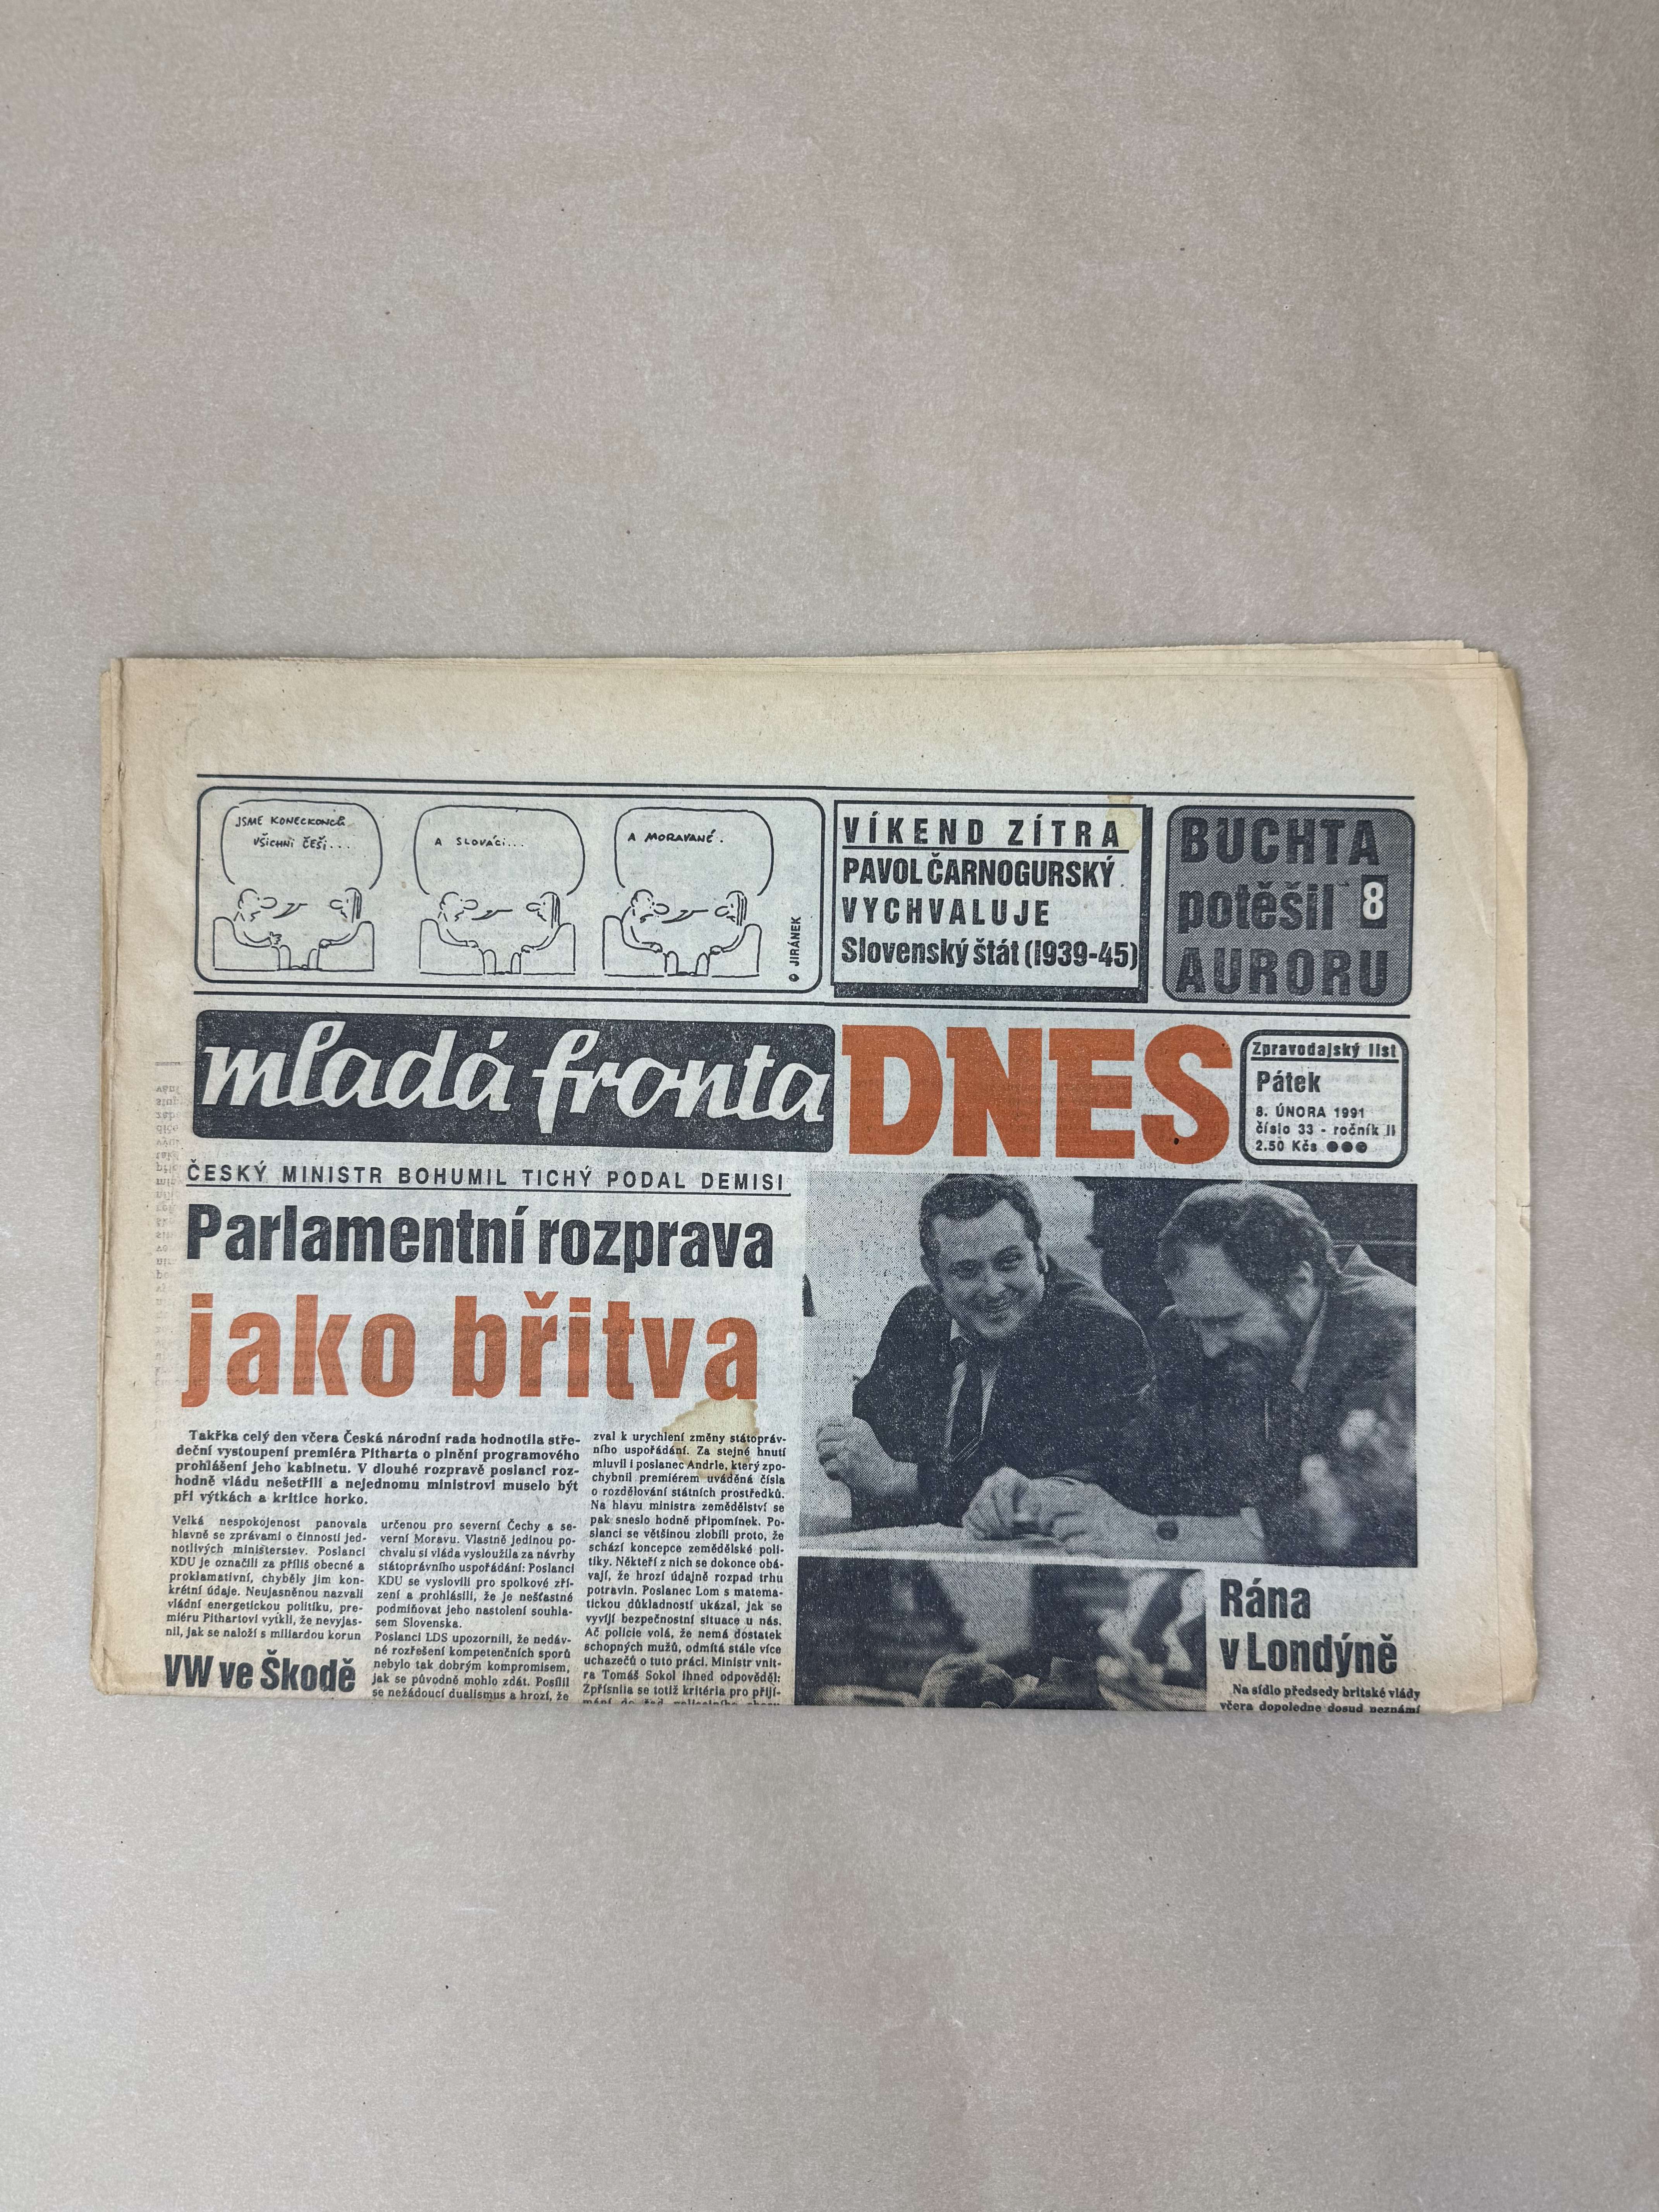 JSME KONECKONCŮ
VŠICHNI ČEŠI...
A SLOVÁCI...
A MORAVANÉ.
© JIRÁNEK
VÍKEND ZÍTRA
PAVOL ČARNOGURSKÝ
VYCHVALUJE
Slovenský štát (1939-45)
BUCHTA
potěšil 8
AURORU
mladá fronta DNES
Zpravodajský list
Pátek
8. ÚNORA 1991
číslo 33 - ročník II
2.50 Kčs
ČESKÝ MINISTR BOHUMIL TICHÝ PODAL DEMISI
Parlamentní rozprava
jako břitva
Takřka celý den včera Česká národní rada hodnotila stře-
deční vystoupení premiéra Pitharta o plnění programového
prohlášení jeho kabinetu. V dlouhé rozpravě poslanci roz-
hodně vládu nešetřili a nejednomu ministrovi muselo být
při výtkách a kritice horko.
Velká nespokojenost panovala
hlavně se zprávami o činnosti jed-
notlivých ministerstev. Poslanci
KDU je označili za příliš obecné a
proklamativní, chyběly jim kon-
krétní údaje. Neujasněnou nazvali
vládní energetickou politiku, pre-
miéru Pithartovi vytkli, že nevyjas-
nil, jak se naloží s miliardou korun
VW ve Škodě
určenou pro severní Čechy a se-
verní Moravu. Vlastně jedinou po-
chvalu si vláda vysloužila za návrhy
státoprávního uspořádání: Poslanci
KDU se vyslovili pro spolkové zří-
zení a prohlásili, že je nešťastné
podmiňovat jeho nastolení souhla-
sem Slovenska.
Poslanci LDS upozornili, že nedáv-
né rozřešení kompetenčních sporů
nebylo tak dobrým kompromisem,
jak se původně mohlo zdát. Posílil
se nežádoucí dualismus a hrozí, že
zval k urychlení změny státopráv-
ního uspořádání. Za stejné hnutí
mluvil i poslanec Andrle, který zpo-
chybnil premiérem uváděná čísla
o rozdělování státních prostředků.
Na hlavu ministra zemědělství se
pak sneslo hodně připomínek. Po-
slanci se většinou zlobili proto, že
schází koncepce zemědělské poli-
tiky. Někteří z nich se dokonce obá-
vají, že hrozí údajně rozpad trhu
potravin. Poslanec Lom s matema-
tickou důkladností ukázal, jak se
vyvíjí bezpečnostní situace u nás.
Ač policie volá, že nemá dostatek
schopných mužů, odmítá stále více
uchazečů o tuto práci. Ministr vnit-
ra Tomáš Sokol ihned odpověděl:
Zpřísnila se totiž kritéria pro přijí-
Rána
v Londýně
Na sídlo předsedy britské vlády
včera dopoledne dosud neznámí